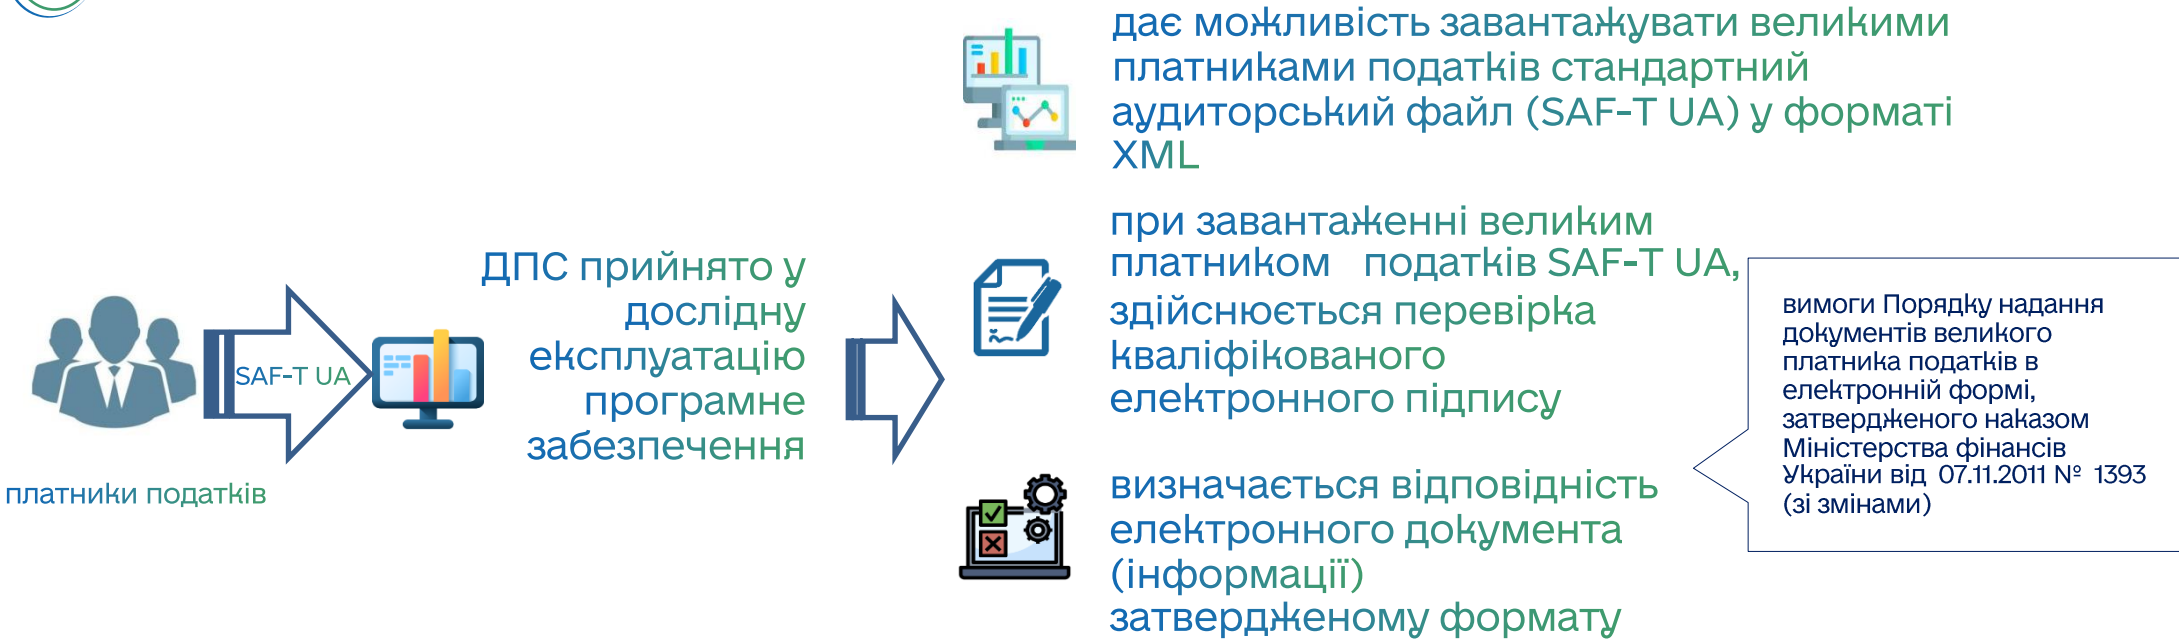 платники податків
SAF-T UA
ДПС прийнято у
дослідну
експлуатацію
програмне
забезпечення
дає можливість завантажувати великими
платниками податків стандартний
аудиторський файл (SAF-T UA) у форматі
XML
при завантаженні великим
платником податків SAF-T UA,
здійснюється перевірка
кваліфікованого
електронного підпису
визначається відповідність
електронного документа
(інформації)
затвердженому формату
вимоги Порядку надання
документів великого
платника податків в
електронній формі,
затвердженого наказом
Міністерства фінансів
України від 07.11.2011 № 1393
(зі змінами)